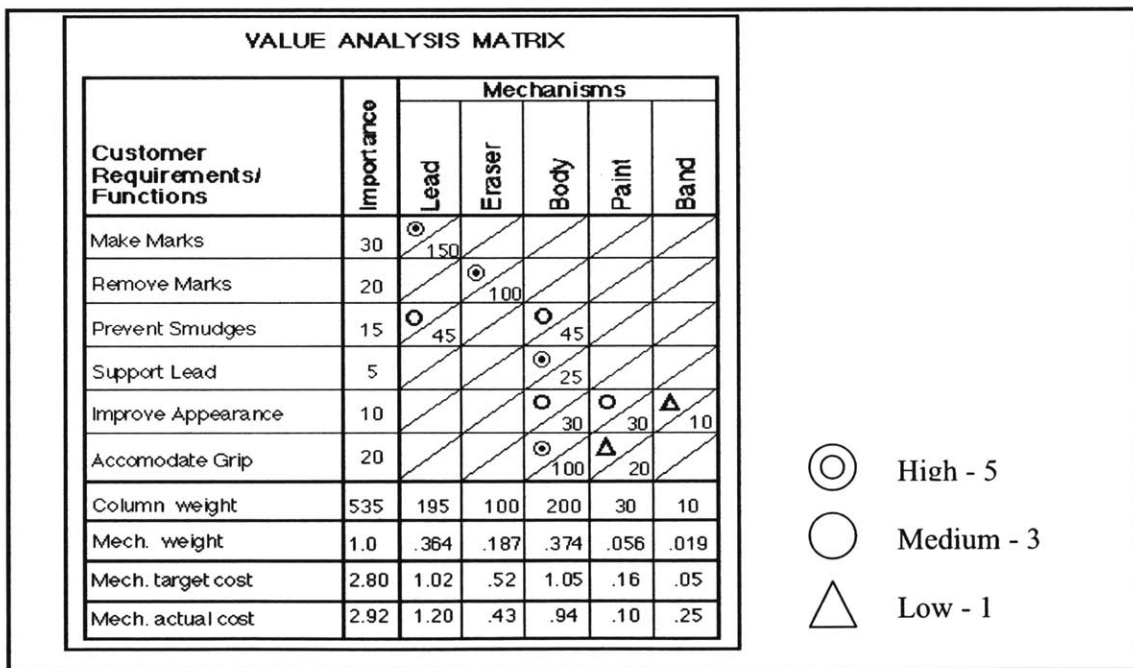 VALUE ANALYSIS MATRIX
Customer Requirements/ Functions Importance Mechanisms
Lead Eraser Body Paint Band
Make Marks 30 150
Remove Marks 20 100
Prevent Smudges 15 45 45
Support Lead 5 25
Improve Appearance 10 30 30 10
Accomodate Grip 20 100 20
Column weight 535 195 100 200 30 10
Mech. weight 1.0 .364 .187 .374 .056 .019
Mech. target cost 2.80 1.02 .52 1.05 .16 .05
Mech. actual cost 2.92 1.20 .43 .94 .10 .25
High - 5
Medium - 3
Low - 1